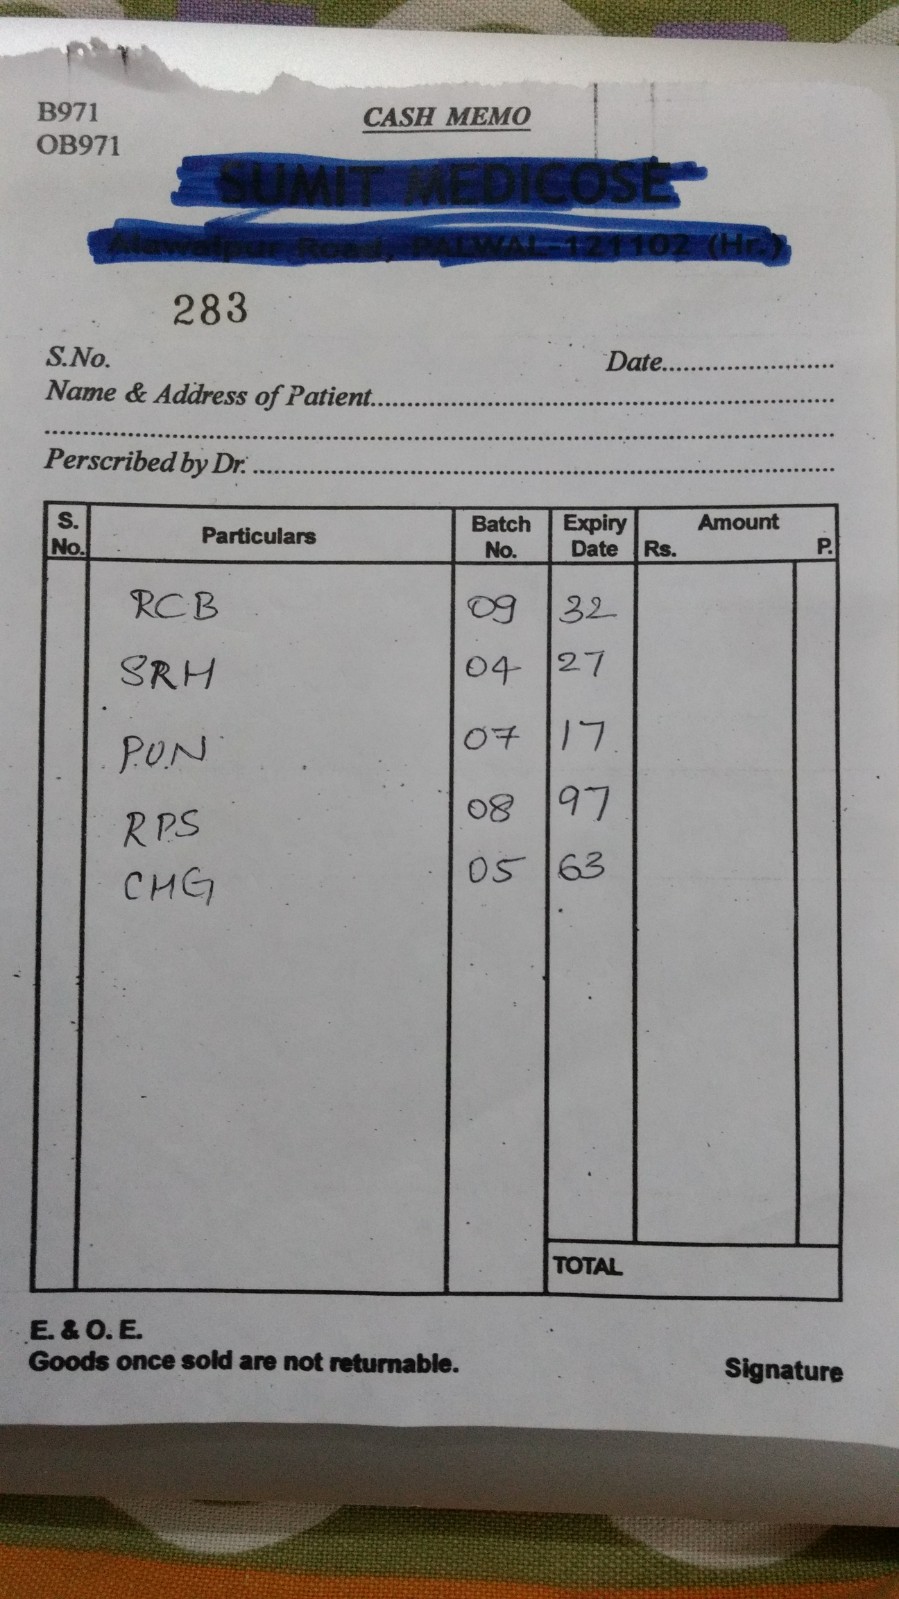 B971
CASH MEMO
OB971
SUMIT MEDICOSE
Alawalpur Road, PALWAL-121102 (Hr.)
283
S.No. Date
Name & Address of Patient
Perscribed by Dr.
S. No. Particulars Batch No. Expiry Date Amount Rs. P.
RCB 09 32
SRH 04 27
P.U.N 07 17
RPS 08 97
CHG 05 63
TOTAL
E. & O. E.
Goods once sold are not returnable. Signature